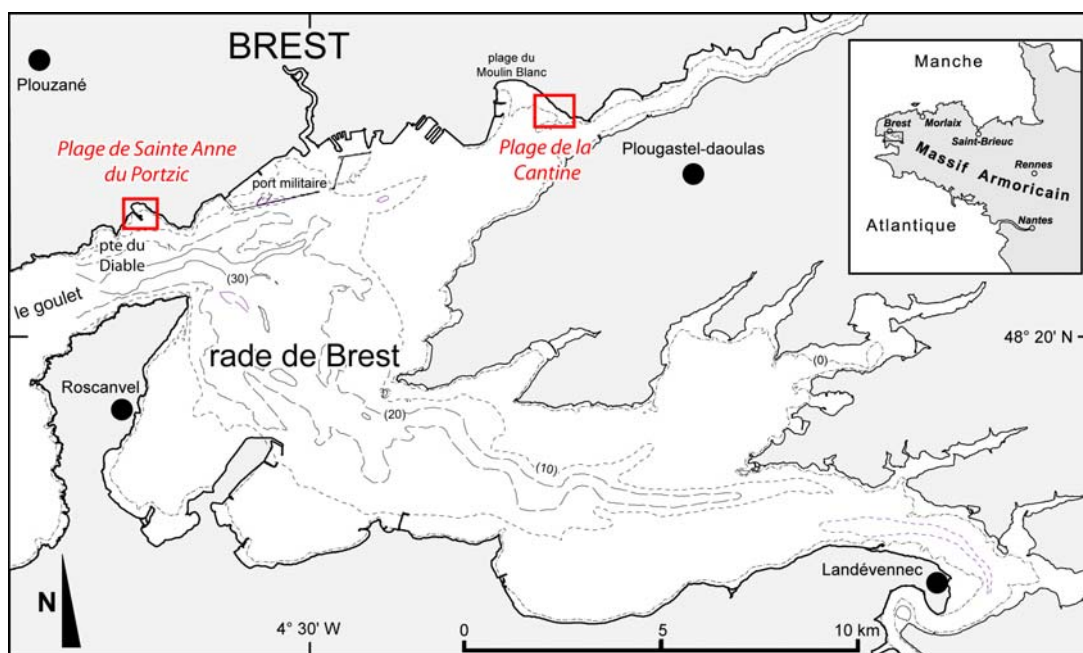 BREST
Plouzané
plage du
Moulin Blanc
Plage de Sainte Anne
du Portzic
Plage de la
Cantine
Plougastel-daoulas
port militaire
pte du
Diable
(30)
le goulet
rade de Brest
48° 20' N
(0)
Roscanvel
(20)
(10)
Landévennec
N
4° 30' W
0
5
10 km
Manche
Brest
Morlaix
Saint-Brieuc
Massif Armoricain
Rennes
Nantes
Atlantique